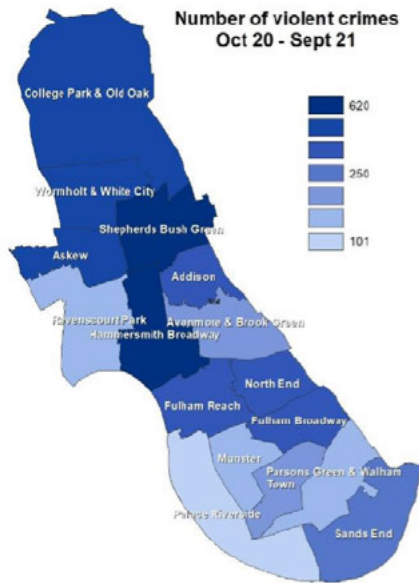 Number of violent crimes
Oct 20 - Sept 21
College Park & Old Oak
620
250
101
Wormholt & White City
Shepherds Bush Green
Askew
Addison
Ravenscourt Park
Avonmore & Brook Green
Hammersmith Broadway
North End
Fulham Reach
Fulham Broadway
Munster
Parsons Green & Walham
Town
Palace Riverside
Sands End